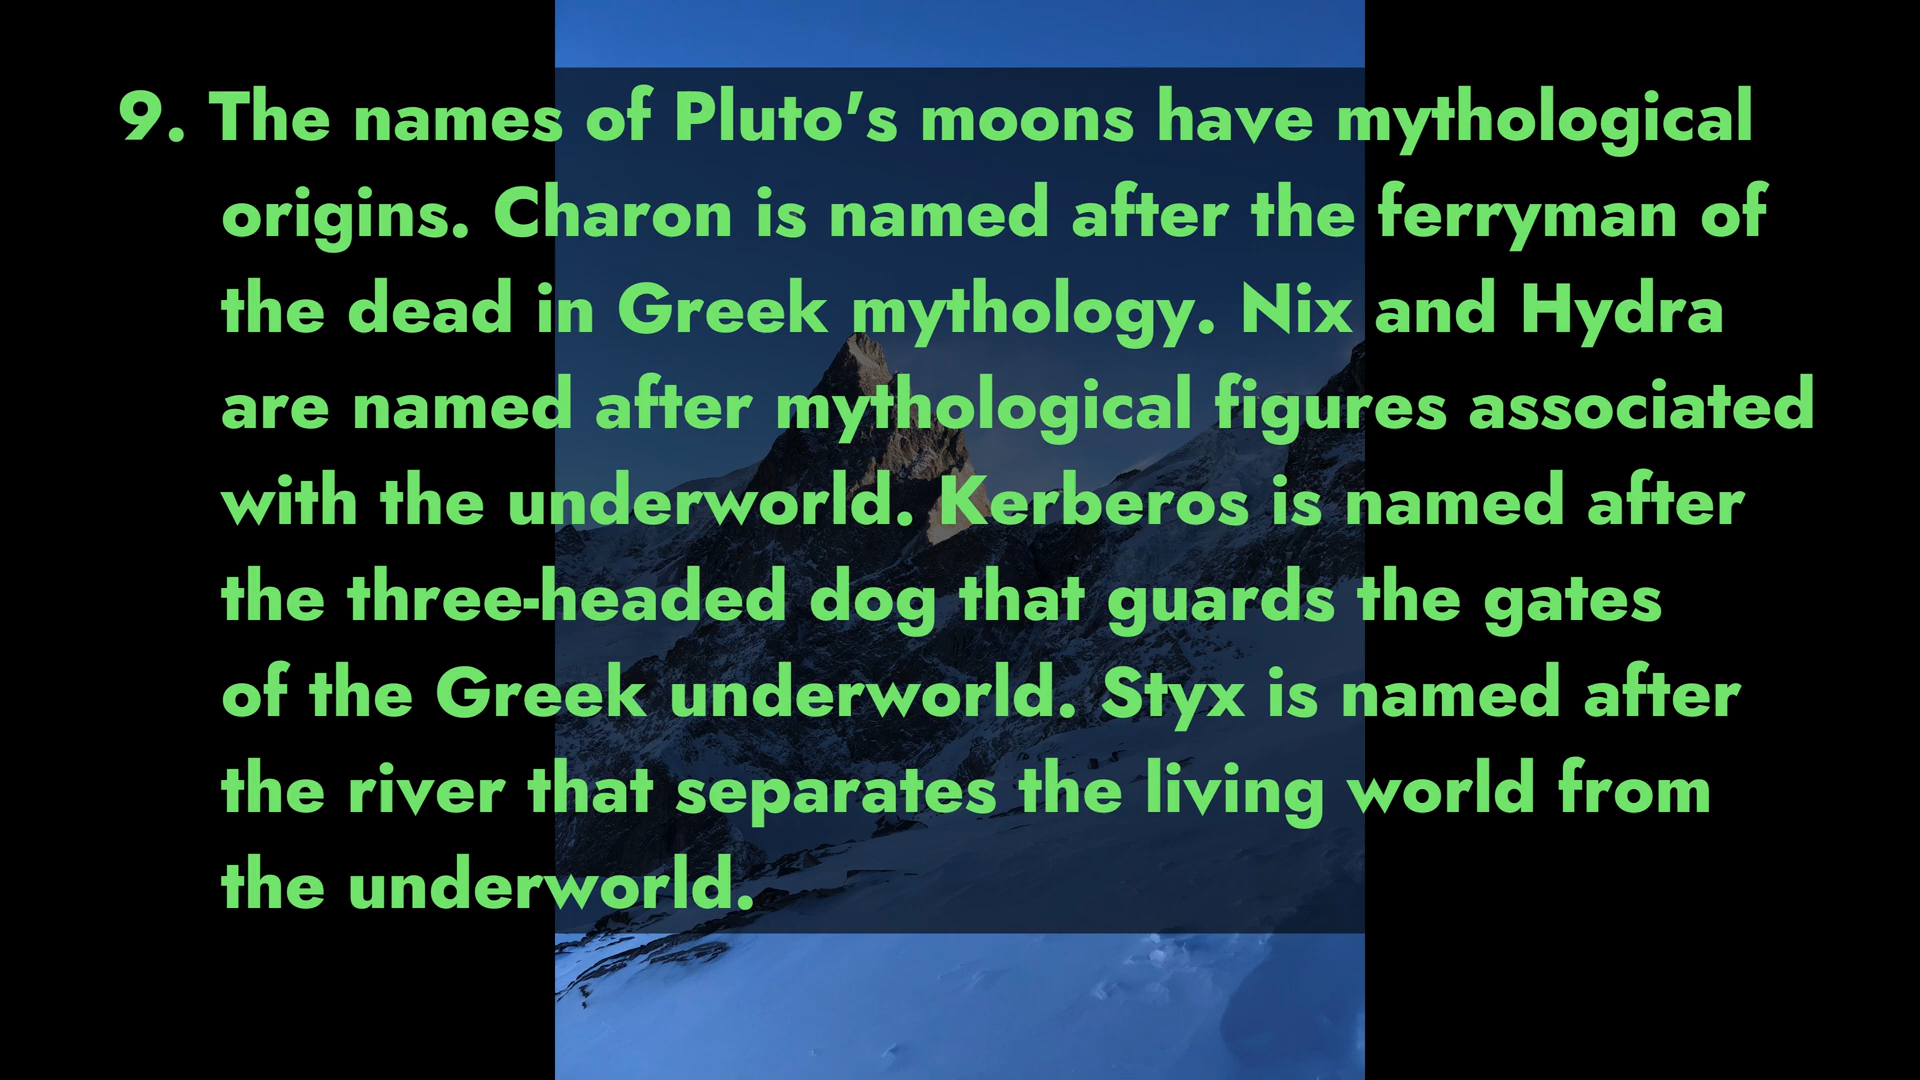 9. The names of Pluto's moons have mythological
origins. Charon is named after the ferryman of
the dead in Greek mythology. Nix and Hydra
are named after mythological figures associated
with the underworld. Kerberos is named after
the three-headed dog that guards the gates
of the Greek underworld. Styx is named after
the river that separates the living world from
the underworld.